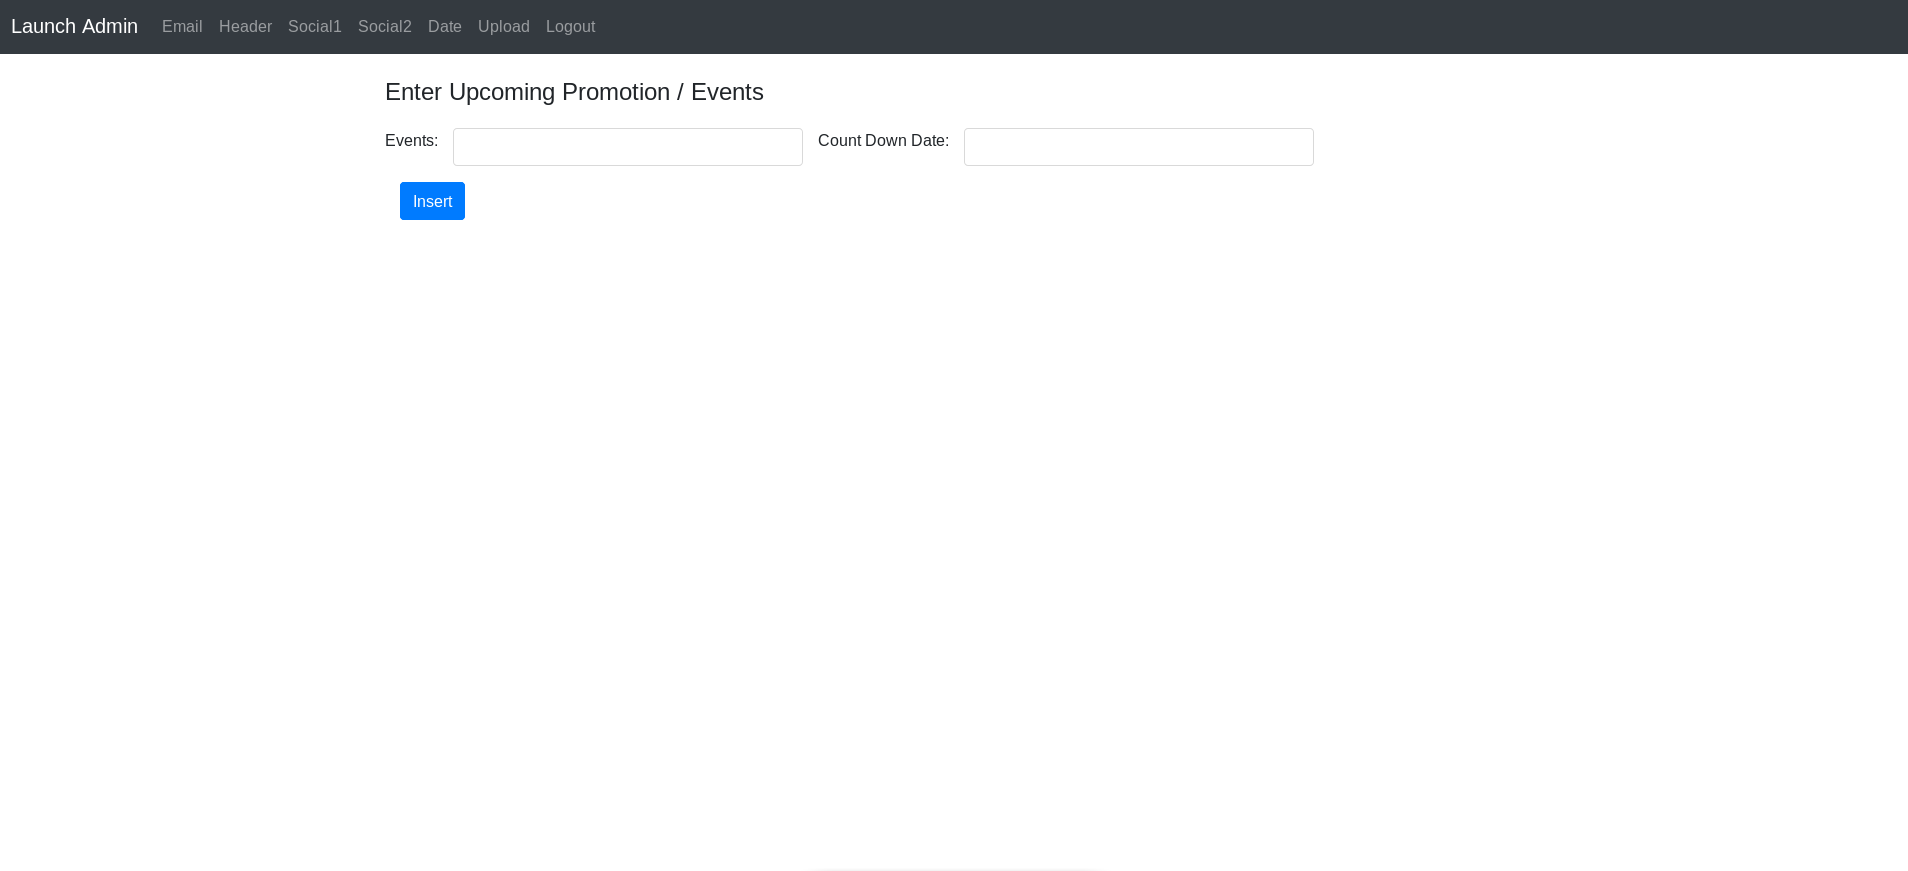 Launch Admin Email Header Social1 Social2 Date Upload Logout
Enter Upcoming Promotion / Events
Events: Count Down Date:
Insert